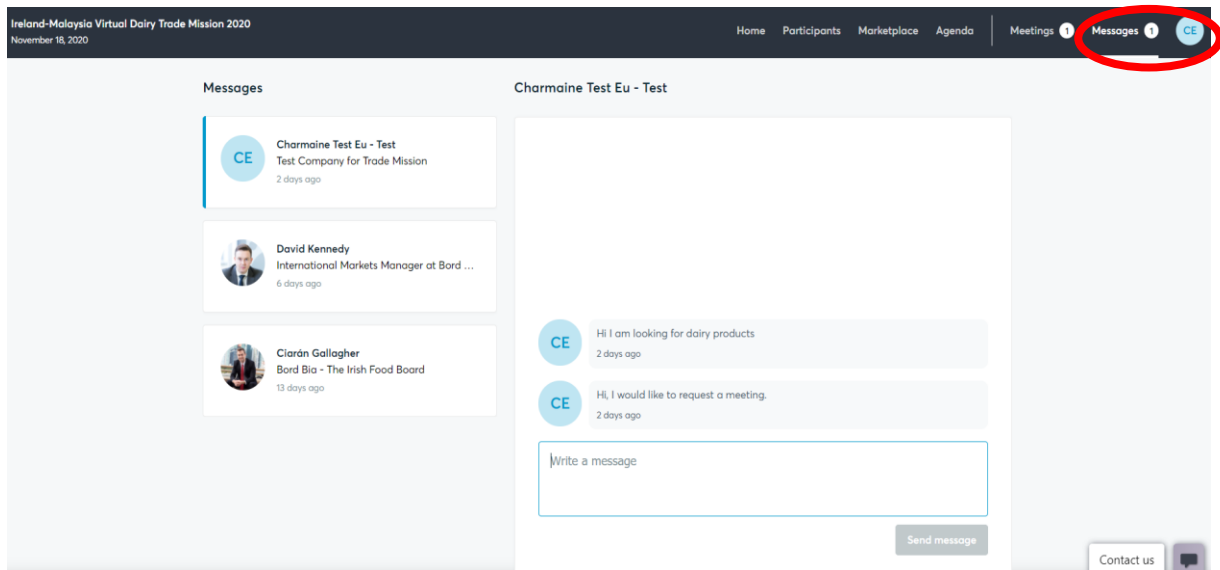 Ireland-Malaysia Virtual Dairy Trade Mission 2020
November 18, 2020
Home Participants Marketplace Agenda Meetings 1 Messages 1 CE
Messages
Charmaine Test Eu - Test
CE
Charmaine Test Eu - Test
Test Company for Trade Mission
2 days ago
David Kennedy
International Markets Manager at Bord ...
6 days ago
Ciarán Gallagher
Bord Bia - The Irish Food Board
13 days ago
CE
Hi I am looking for dairy products
2 days ago
CE
Hi, I would like to request a meeting.
2 days ago
Write a message
Send message
Contact us